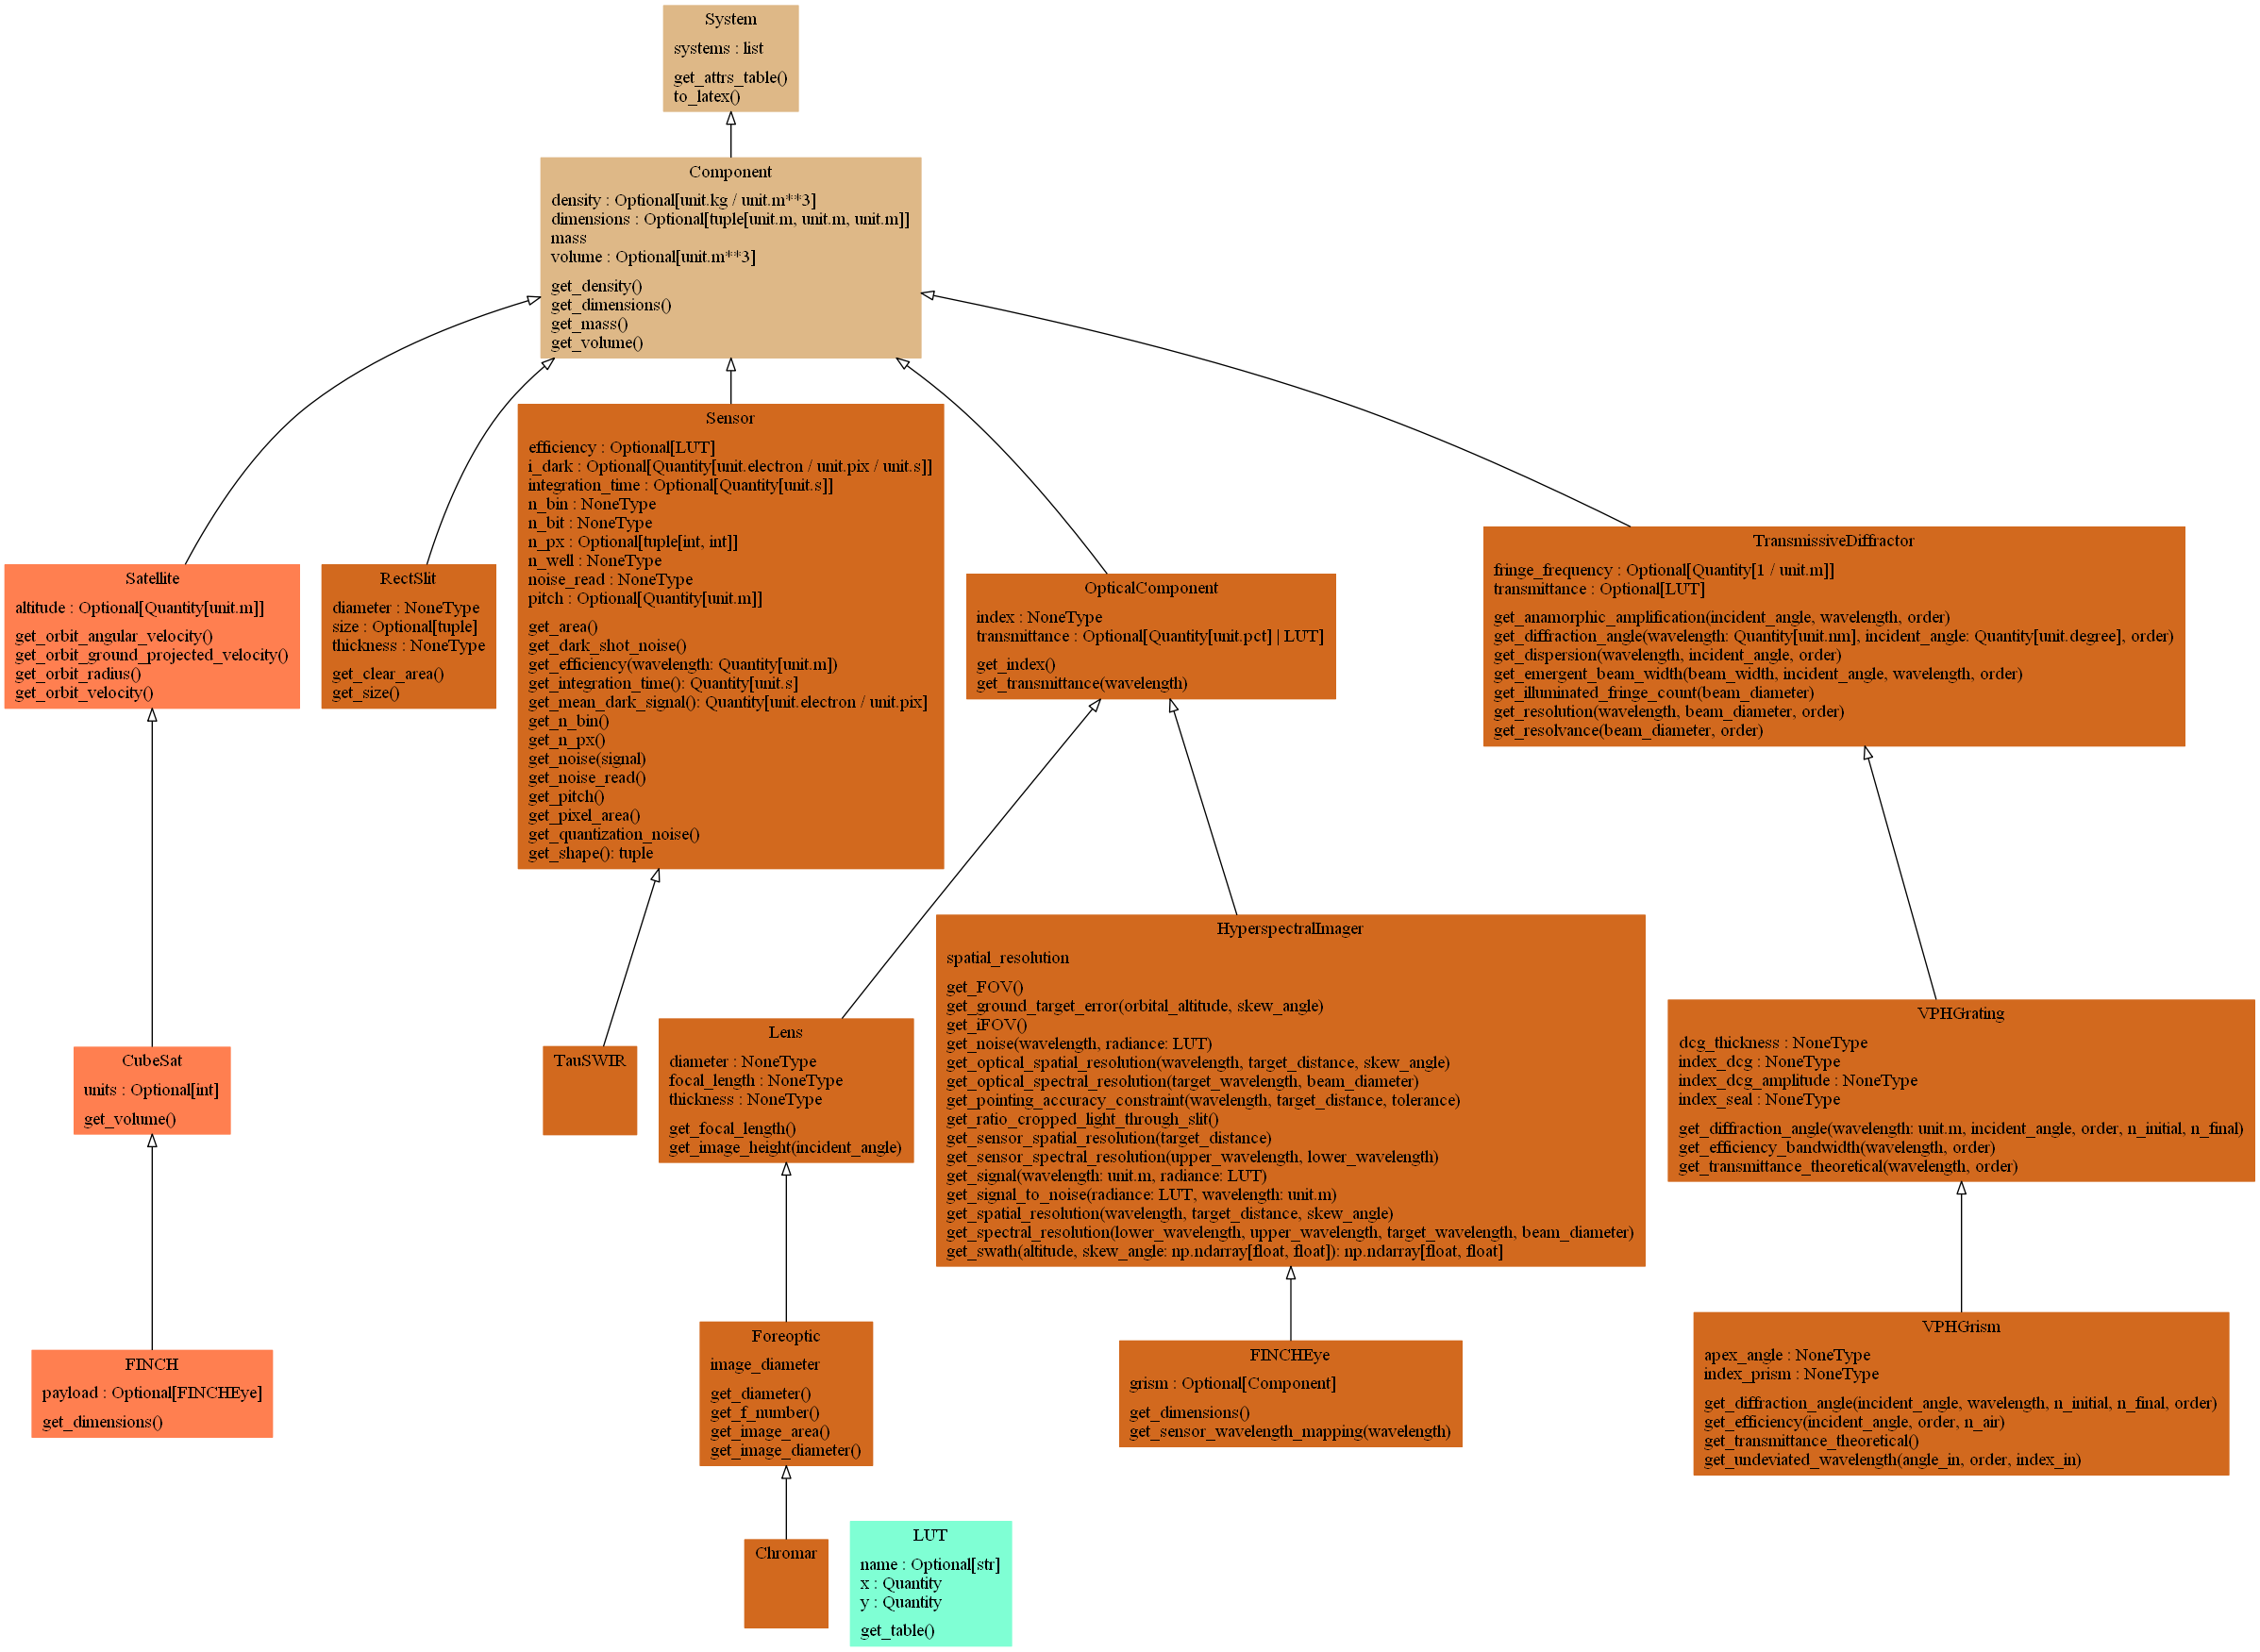 System
systems : list
get_attrs_table()
to_latex()
Component
density : Optional[unit.kg / unit.m**3]
dimensions : Optional[tuple[unit.m, unit.m, unit.m]]
mass
volume : Optional[unit.m**3]
get_density()
get_dimensions()
get_mass()
get_volume()
Satellite
altitude : Optional[Quantity[unit.m]]
get_orbit_angular_velocity()
get_orbit_ground_projected_velocity()
get_orbit_radius()
get_orbit_velocity()
RectSlit
diameter : NoneType
size : Optional[tuple]
thickness : NoneType
get_clear_area()
get_size()
Sensor
efficiency : Optional[LUT]
i_dark : Optional[Quantity[unit.electron / unit.pix / unit.s]]
integration_time : Optional[Quantity[unit.s]]
n_bin : NoneType
n_bit : NoneType
n_px : Optional[tuple[int, int]]
n_well : NoneType
noise_read : NoneType
pitch : Optional[Quantity[unit.m]]
get_area()
get_dark_shot_noise()
get_efficiency(wavelength: Quantity[unit.m])
get_integration_time(): Quantity[unit.s]
get_mean_dark_signal(): Quantity[unit.electron / unit.pix]
get_n_bin()
get_n_px()
get_noise(signal)
get_noise_read()
get_pitch()
get_pixel_area()
get_quantization_noise()
get_shape(): tuple
OpticalComponent
index : NoneType
transmittance : Optional[Quantity[unit.pct] | LUT]
get_index()
get_transmittance(wavelength)
TransmissiveDiffractor
fringe_frequency : Optional[Quantity[1 / unit.m]]
transmittance : Optional[LUT]
get_anamorphic_amplification(incident_angle, wavelength, order)
get_diffraction_angle(wavelength: Quantity[unit.nm], incident_angle: Quantity[unit.degree], order)
get_dispersion(wavelength, incident_angle, order)
get_emergent_beam_width(beam_width, incident_angle, wavelength, order)
get_illuminated_fringe_count(beam_diameter)
get_resolution(wavelength, beam_diameter, order)
get_resolvance(beam_diameter, order)
CubeSat
units : Optional[int]
get_volume()
TauSWIR
Lens
diameter : NoneType
focal_length : NoneType
thickness : NoneType
get_focal_length()
get_image_height(incident_angle)
HyperspectralImager
spatial_resolution
get_FOV()
get_ground_target_error(orbital_altitude, skew_angle)
get_iFOV()
get_noise(wavelength, radiance: LUT)
get_optical_spatial_resolution(wavelength, target_distance, skew_angle)
get_optical_spectral_resolution(target_wavelength, beam_diameter)
get_pointing_accuracy_constraint(wavelength, target_distance, tolerance)
get_ratio_cropped_light_through_slit()
get_sensor_spatial_resolution(target_distance)
get_sensor_spectral_resolution(upper_wavelength, lower_wavelength)
get_signal(wavelength: unit.m, radiance: LUT)
get_signal_to_noise(radiance: LUT, wavelength: unit.m)
get_spatial_resolution(wavelength, target_distance, skew_angle)
get_spectral_resolution(lower_wavelength, upper_wavelength, target_wavelength, beam_diameter)
get_swath(altitude, skew_angle: np.ndarray[float, float]): np.ndarray[float, float]
VPHGrating
dcg_thickness : NoneType
index_dcg : NoneType
index_dcg_amplitude : NoneType
index_seal : NoneType
get_diffraction_angle(wavelength: unit.m, incident_angle, order, n_initial, n_final)
get_efficiency_bandwidth(wavelength, order)
get_transmittance_theoretical(wavelength, order)
FINCH
payload : Optional[FINCHEye]
get_dimensions()
Foreoptic
image_diameter
get_diameter()
get_f_number()
get_image_area()
get_image_diameter()
FINCHEye
grism : Optional[Component]
get_dimensions()
get_sensor_wavelength_mapping(wavelength)
VPHGrism
apex_angle : NoneType
index_prism : NoneType
get_diffraction_angle(incident_angle, wavelength, n_initial, n_final, order)
get_efficiency(incident_angle, order, n_air)
get_transmittance_theoretical()
get_undeviated_wavelength(angle_in, order, index_in)
Chromar
LUT
name : Optional[str]
x : Quantity
y : Quantity
get_table()